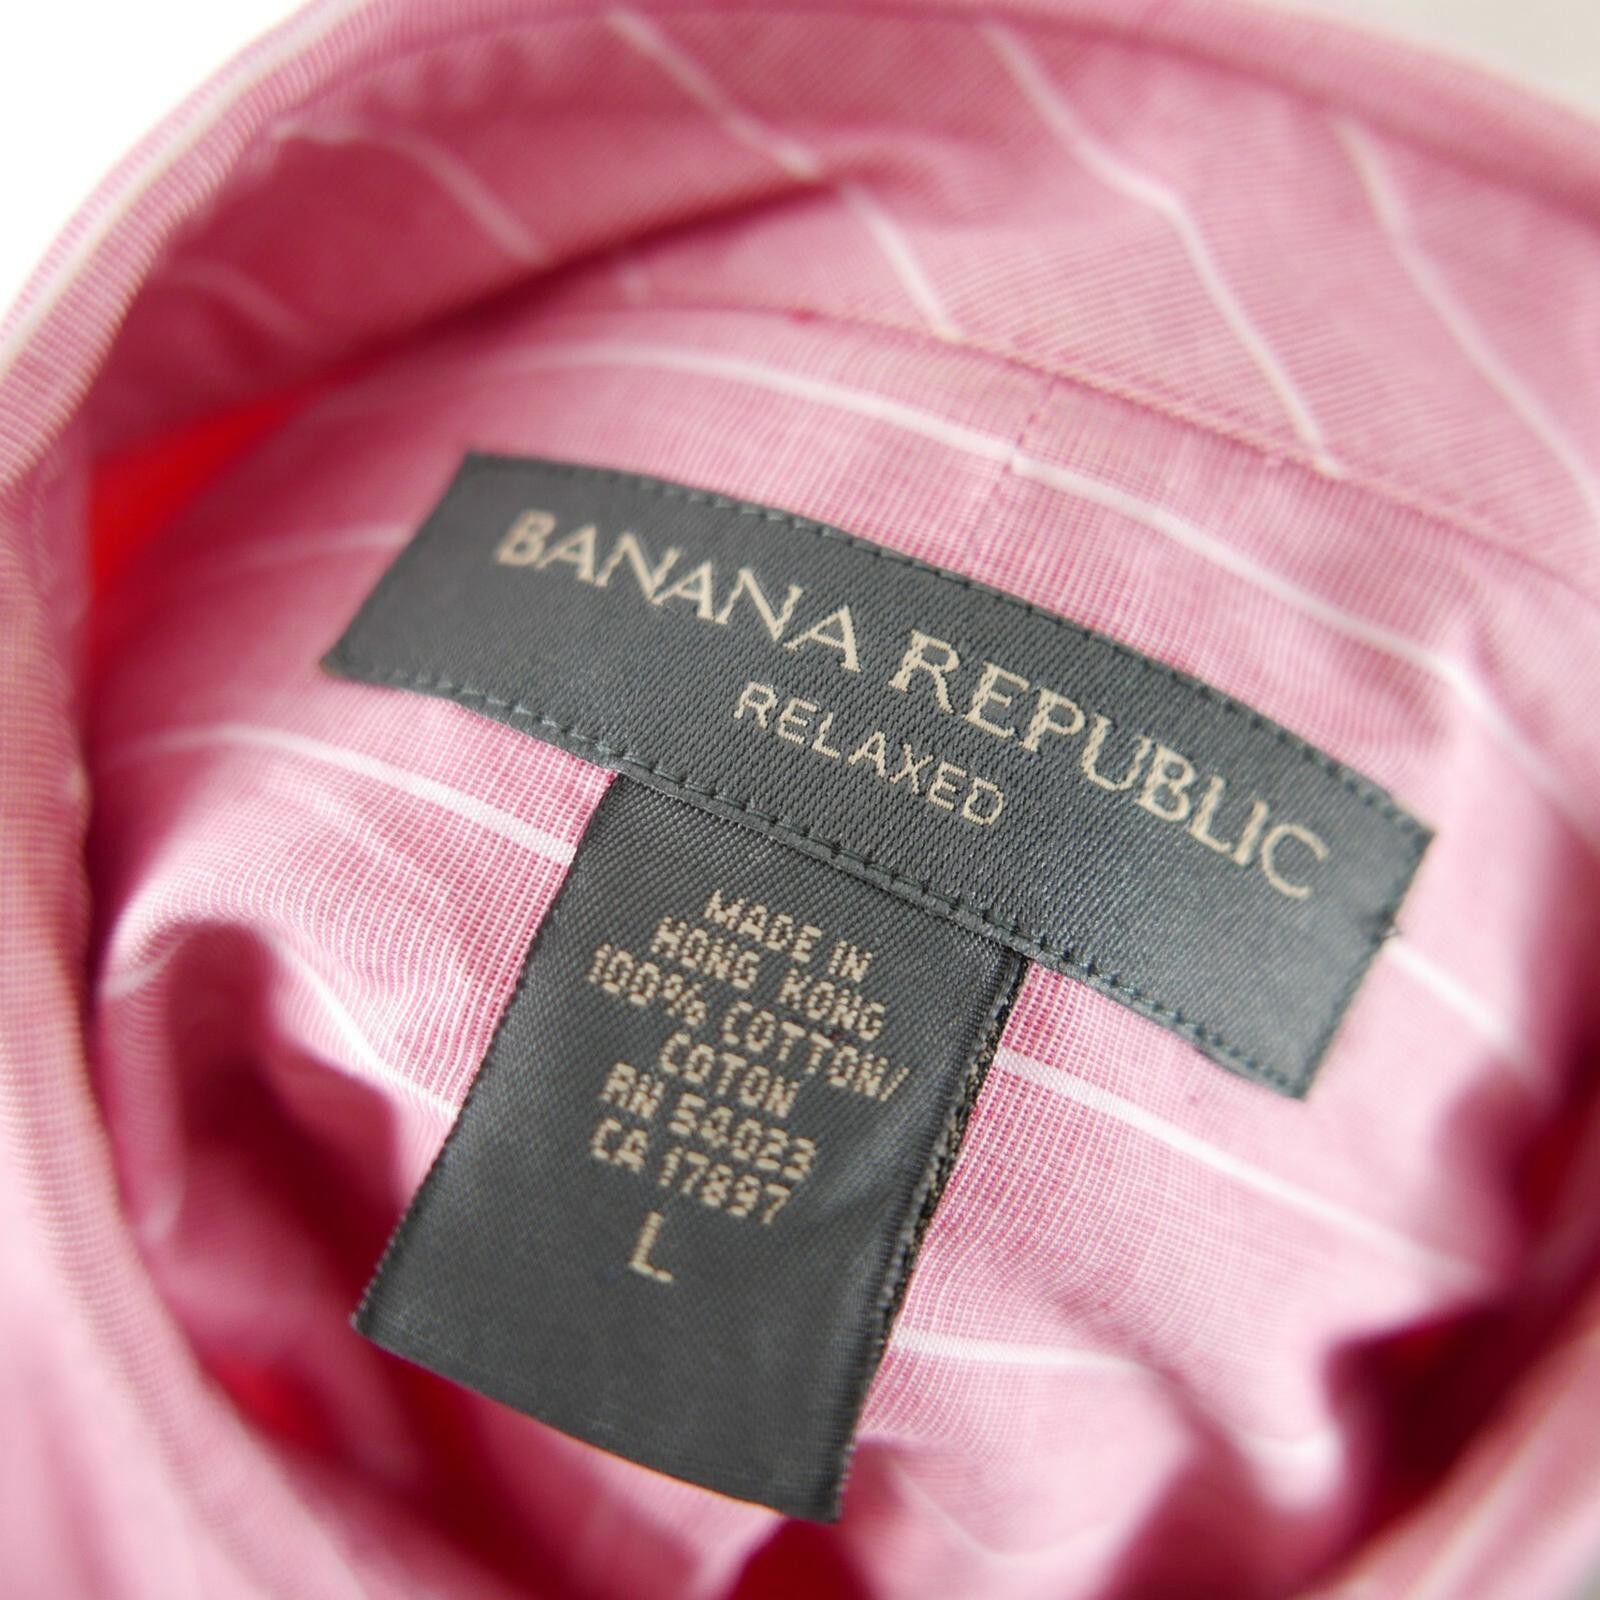 BANANA REPUBLIC
RELAXED
MADE IN
HONG KONG
100% COTTON/
COTON
RN 54023
CA 17897
L